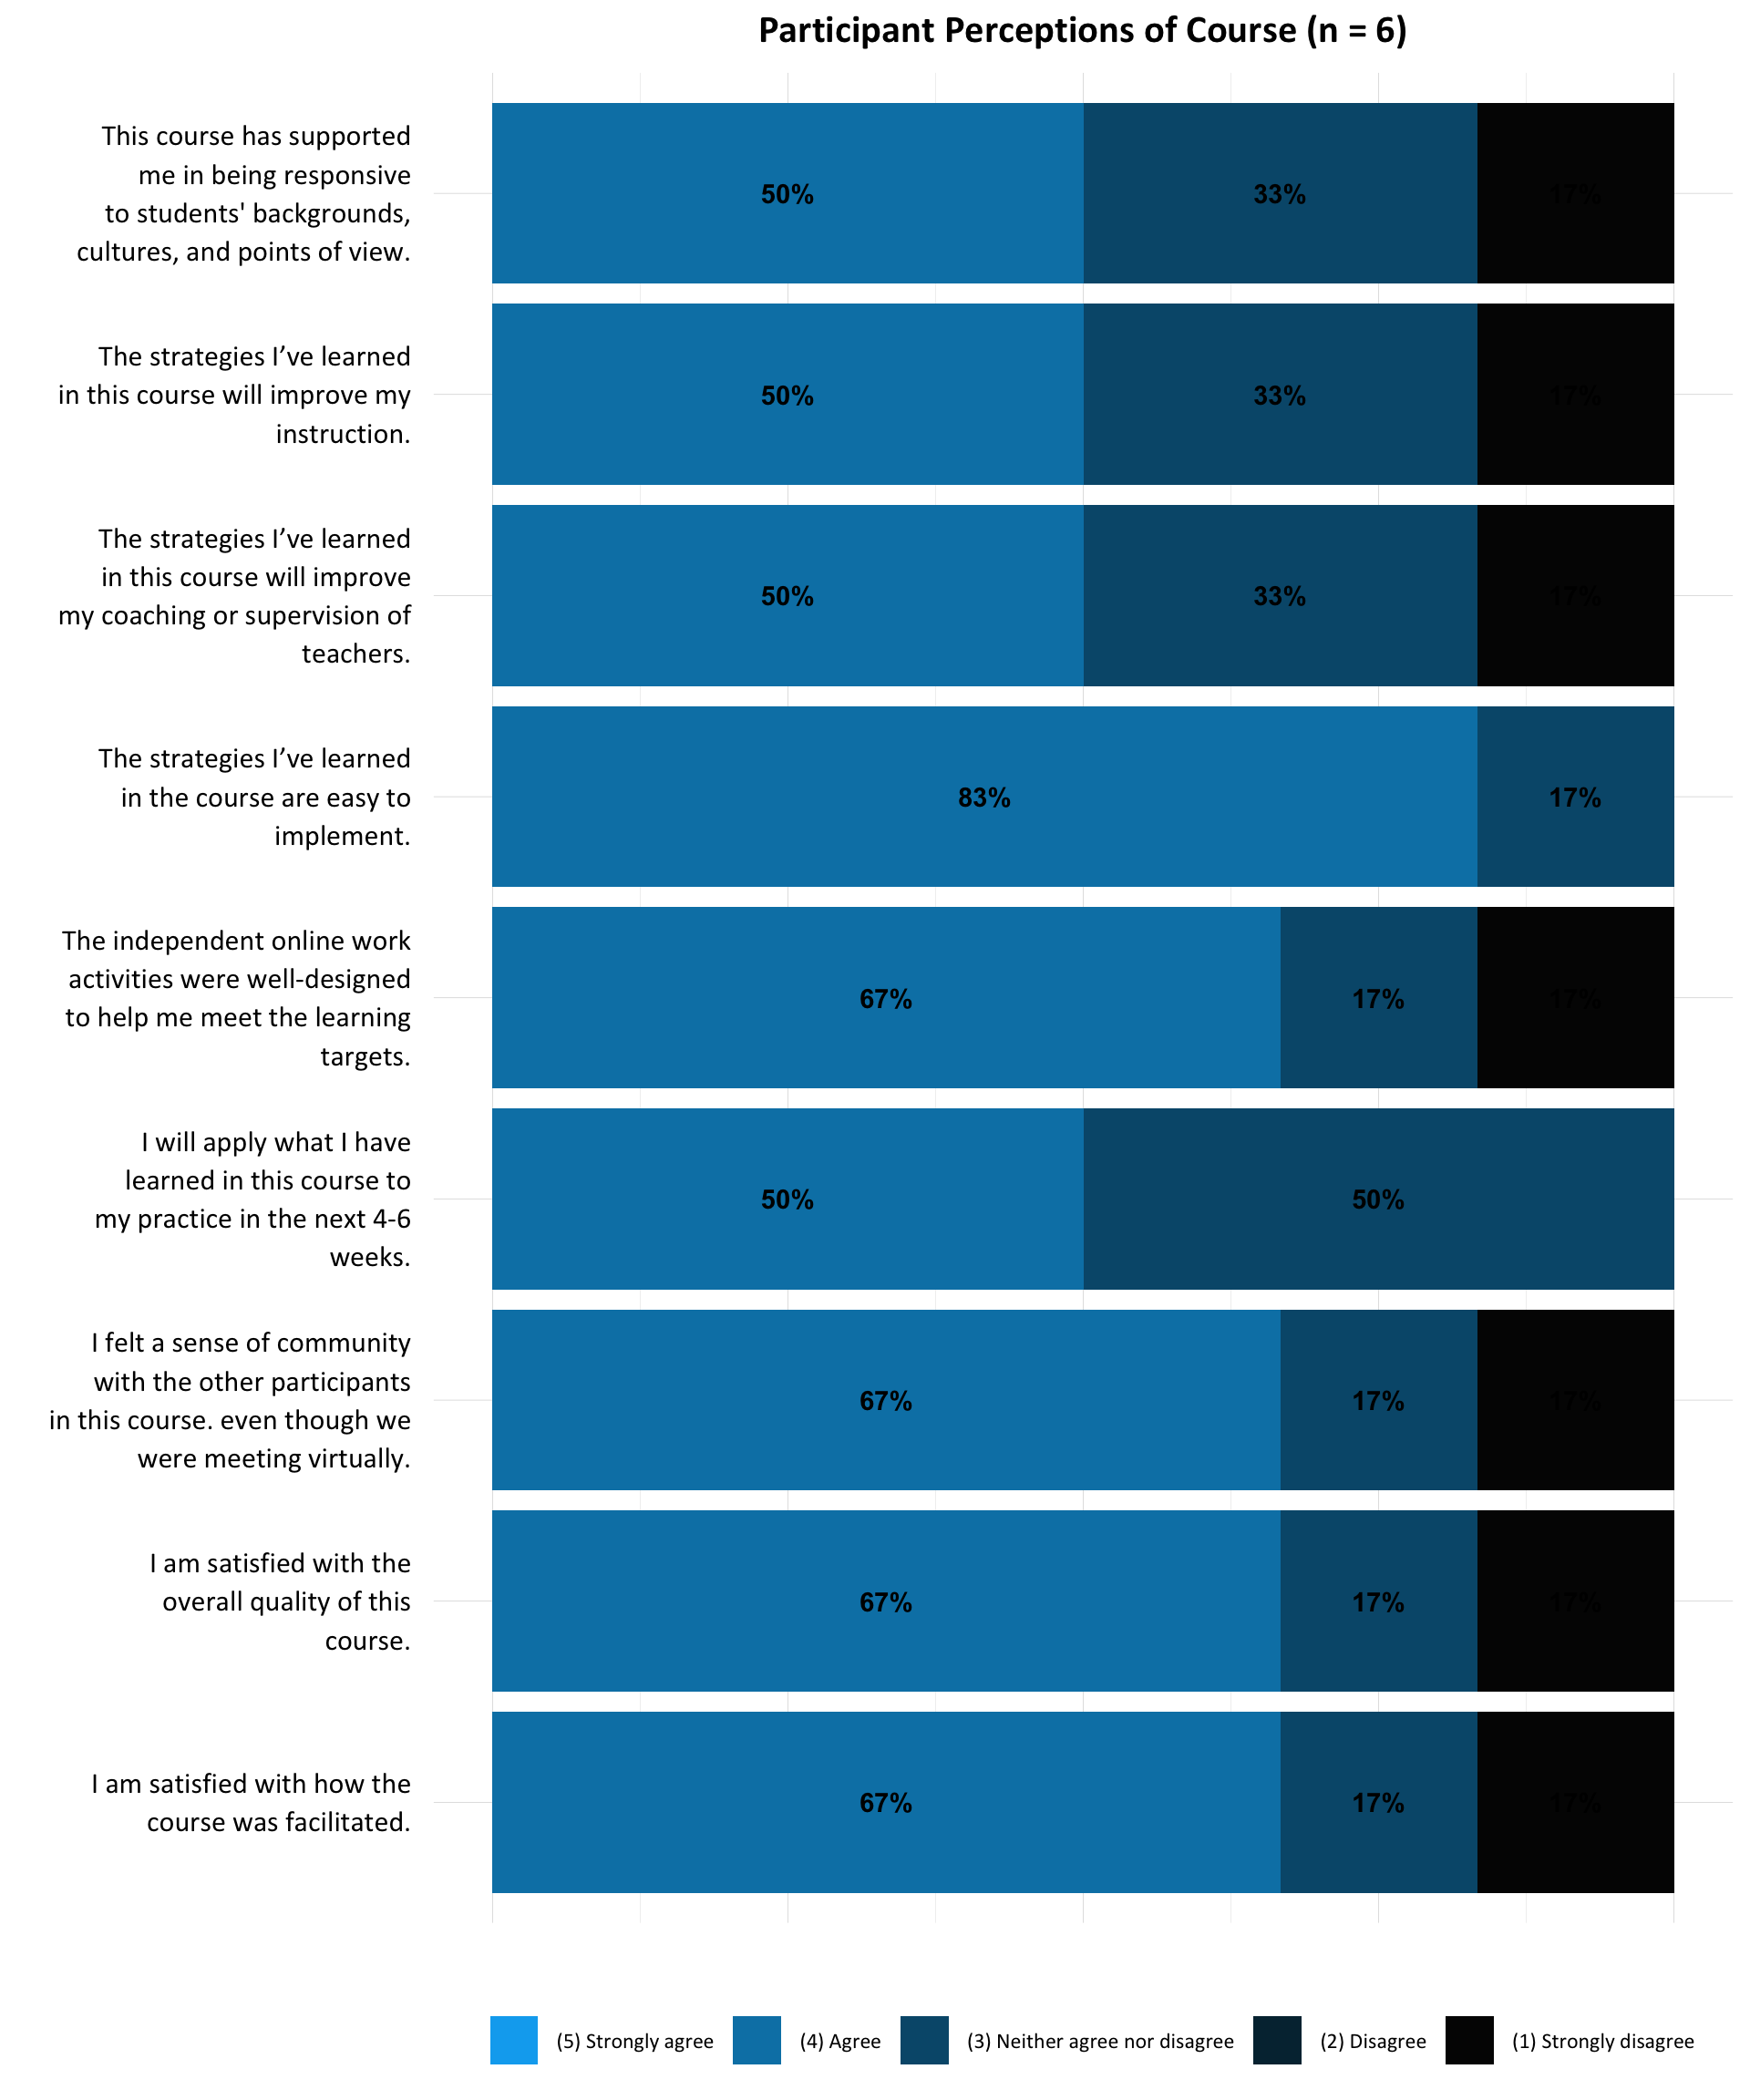 Participant Perceptions of Course (n = 6)
This course has supported
me in being responsive
to students' backgrounds,
cultures, and points of view.
50%
33%
17%
The strategies I’ve learned
in this course will improve my
instruction.
50%
33%
17%
The strategies I’ve learned
in this course will improve
my coaching or supervision of
teachers.
50%
33%
17%
The strategies I’ve learned
in the course are easy to
implement.
83%
17%
The independent online work
activities were well-designed
to help me meet the learning
targets.
67%
17%
17%
I will apply what I have
learned in this course to
my practice in the next 4-6
weeks.
50%
50%
I felt a sense of community
with the other participants
in this course. even though we
were meeting virtually.
67%
17%
17%
I am satisfied with the
overall quality of this
course.
67%
17%
17%
I am satisfied with how the
course was facilitated.
67%
17%
17%
(5) Strongly agree
(4) Agree
(3) Neither agree nor disagree
(2) Disagree
(1) Strongly disagree